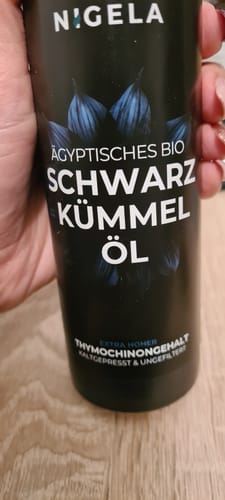 NIGELA
ÄGYPTISCHES BIO
SCHWARZ
KÜMMEL
ÖL
EXTRA HOHER
THYMOCHINONGEHALT
KALTGEPRESST & UNGEFILTERT